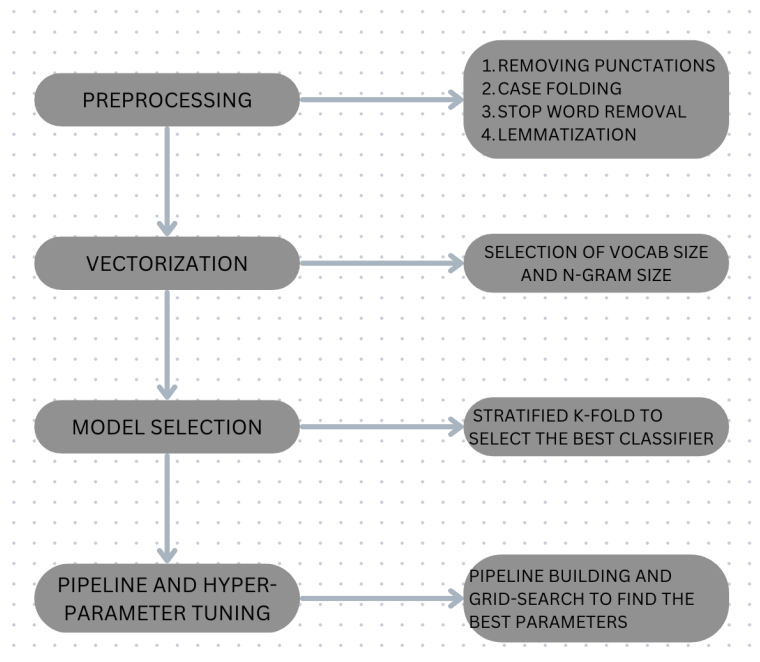 PREPROCESSING
1. REMOVING PUNCTATIONS
2. CASE FOLDING
3. STOP WORD REMOVAL
4. LEMMATIZATION
VECTORIZATION
SELECTION OF VOCAB SIZE
AND N-GRAM SIZE
MODEL SELECTION
STRATIFIED K-FOLD TO
SELECT THE BEST CLASSIFIER
PIPELINE AND HYPER-
PARAMETER TUNING
PIPELINE BUILDING AND
GRID-SEARCH TO FIND THE
BEST PARAMETERS